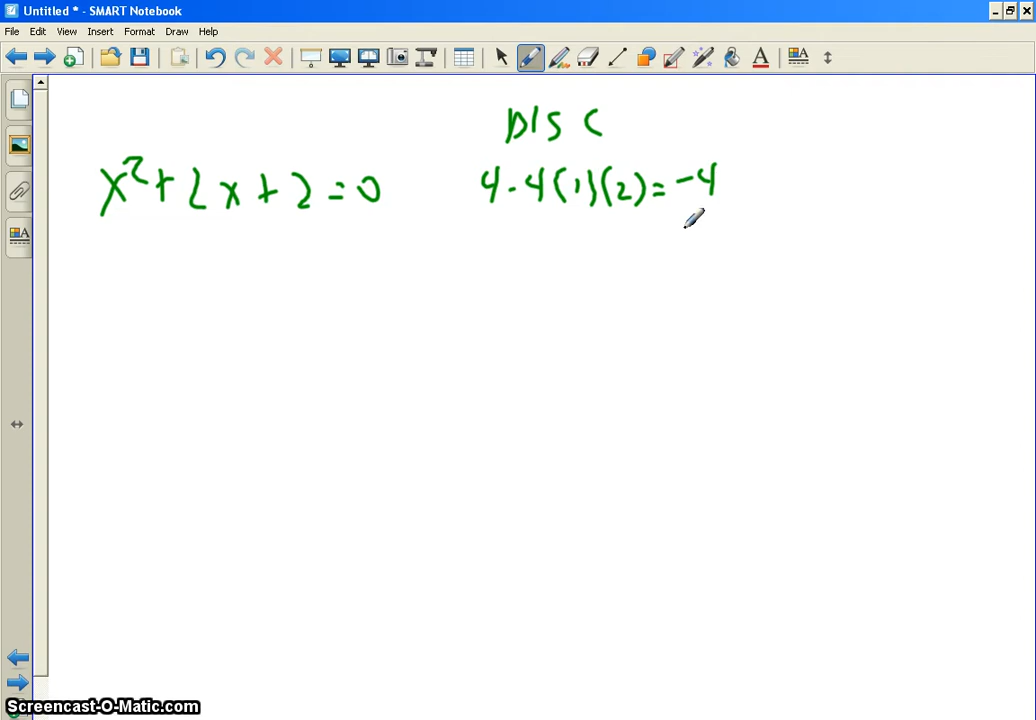 Untitled * - SMART Notebook
File Edit View Insert Format Draw Help
DISC
x²+2x+2=0
4-4(1)(2)=-4
Screencast-O-Matic.com